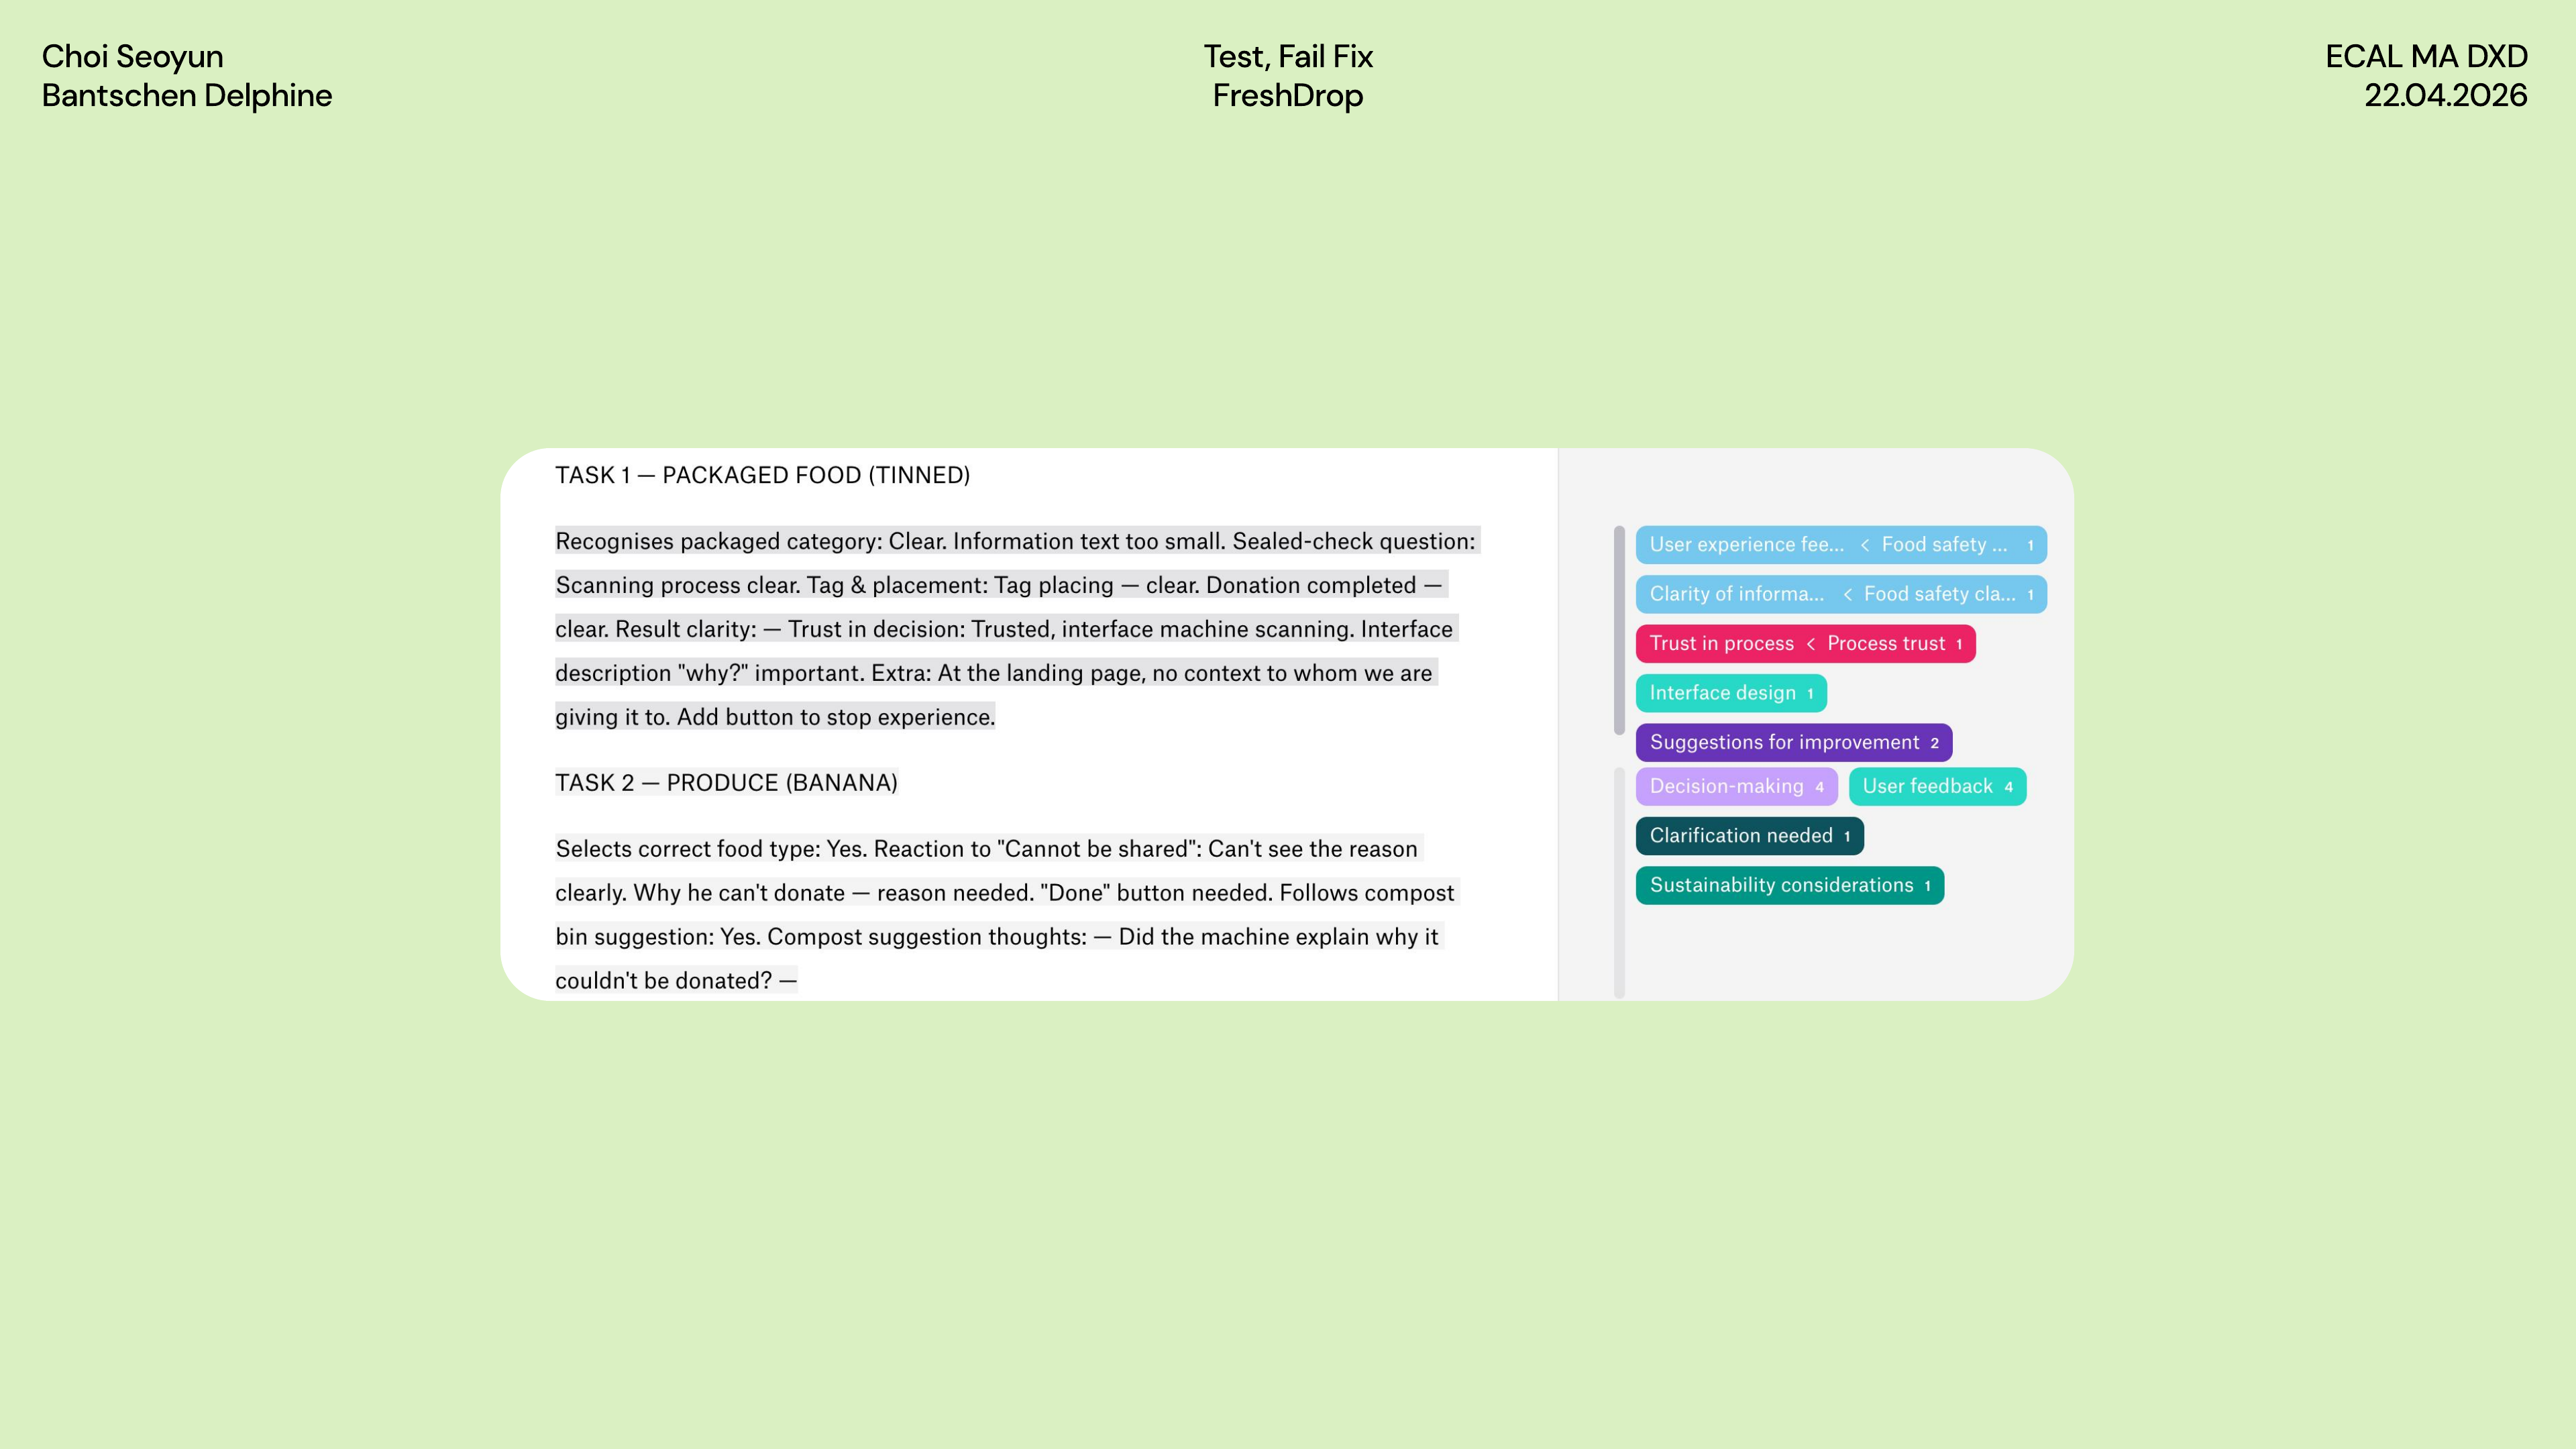 Choi Seoyun
Bantschen Delphine
Test, Fail Fix
FreshDrop
ECAL MA DXD
22.04.2026
TASK 1 — PACKAGED FOOD (TINNED)
Recognises packaged category: Clear. Information text too small. Sealed-check question:
Scanning process clear. Tag & placement: Tag placing — clear. Donation completed —
clear. Result clarity: — Trust in decision: Trusted, interface machine scanning. Interface
description "why?" important. Extra: At the landing page, no context to whom we are
giving it to. Add button to stop experience.
TASK 2 — PRODUCE (BANANA)
Selects correct food type: Yes. Reaction to "Cannot be shared": Can't see the reason
clearly. Why he can't donate — reason needed. "Done" button needed. Follows compost
bin suggestion: Yes. Compost suggestion thoughts: — Did the machine explain why it
couldn't be donated? —
User experience fee... < Food safety ... 1
Clarity of informa... < Food safety cla... 1
Trust in process < Process trust 1
Interface design 1
Suggestions for improvement 2
Decision-making 4 User feedback 4
Clarification needed 1
Sustainability considerations 1